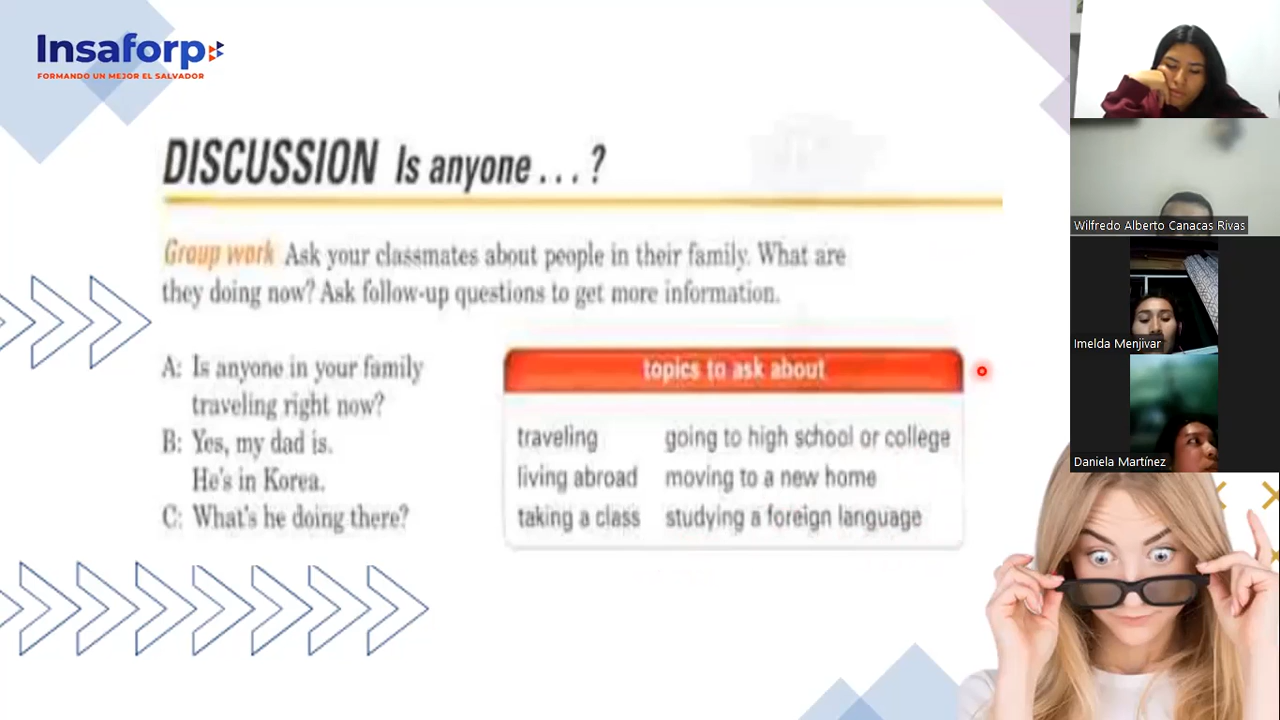 Insaforp
FORMANDO UN MEJOR EL SALVADOR
DISCUSSION Is anyone . . . ?
Group work Ask your classmates about people in their family. What are
they doing now? Ask follow-up questions to get more information.
A: Is anyone in your family
traveling right now?
B: Yes, my dad is.
He's in Korea.
C: What's he doing there?
topics to ask about
traveling going to high school or college
living abroad moving to a new home
taking a class studying a foreign language
Wilfredo Alberto Canacas Rivas
Imelda Menjivar
Daniela Martínez